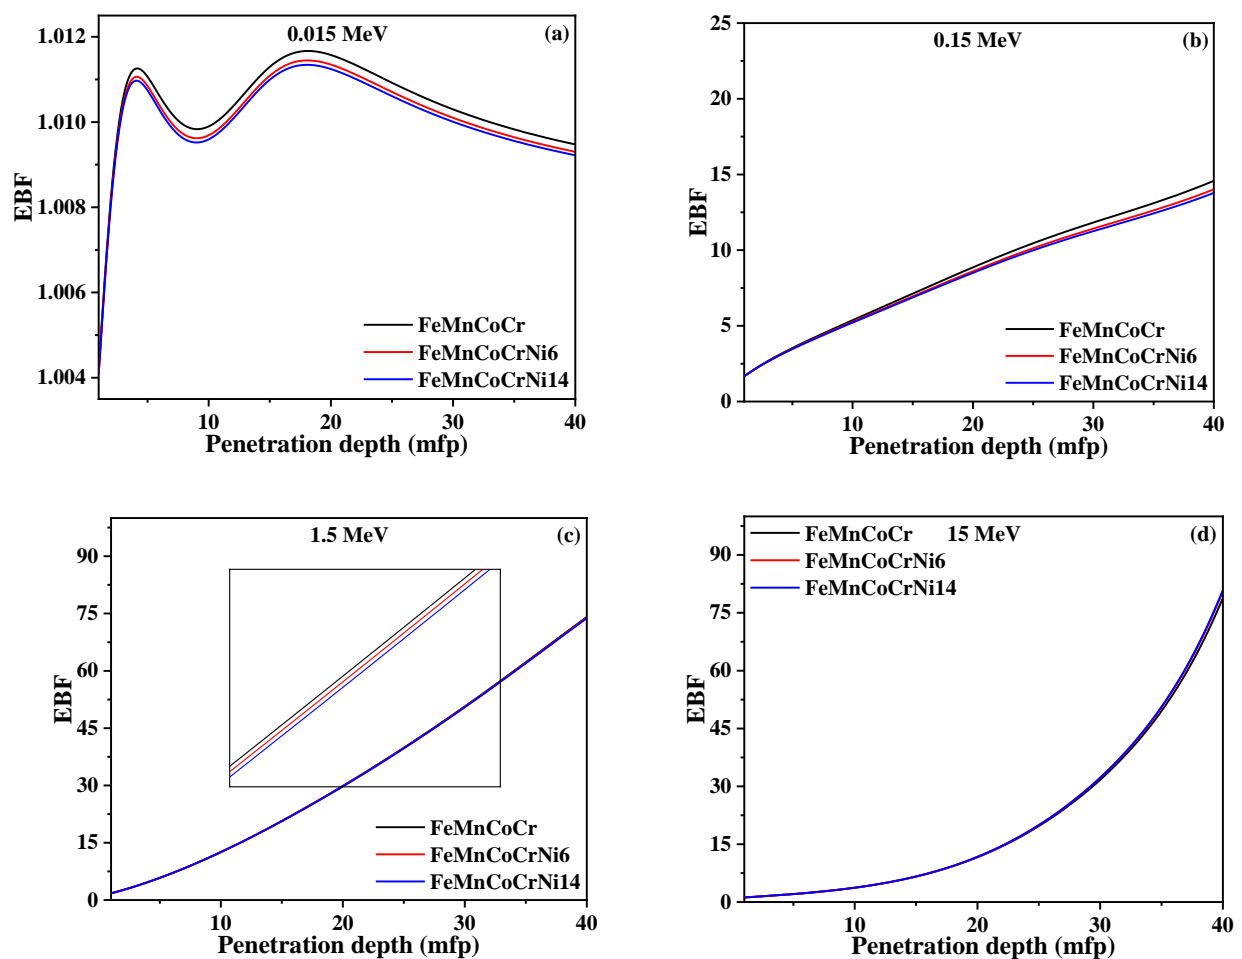 0.015 MeV
(a)
1.012
1.010
1.008
1.006
1.004
EBF
FeMnCoCr
FeMnCoCrNi6
FeMnCoCrNi14
10
20
30
40
Penetration depth (mfp)
0.15 MeV
(b)
25
20
15
10
5
0
EBF
FeMnCoCr
FeMnCoCrNi6
FeMnCoCrNi14
10
20
30
40
Penetration depth (mfp)
1.5 MeV
(c)
90
75
60
45
30
15
0
EBF
FeMnCoCr
FeMnCoCrNi6
FeMnCoCrNi14
10
20
30
40
Penetration depth (mfp)
15 MeV
(d)
FeMnCoCr
FeMnCoCrNi6
FeMnCoCrNi14
90
75
60
45
30
15
0
EBF
10
20
30
40
Penetration depth (mfp)